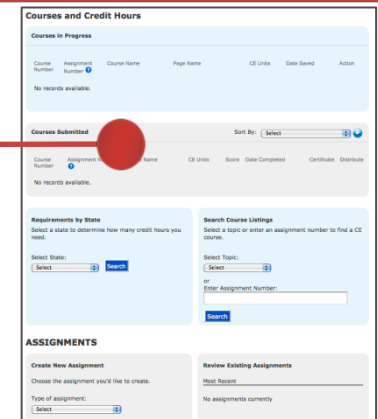 Courses and Credit Hours
Courses in Progress
Course Number Assignment Number ? Course Name Page Name CE Units Date Saved Action
No records available.
Courses Submitted Sort By: Select
Course Number Assignment Name CE Units Score Date Completed Certificate Distribute
?
No records available.
Requirements by State
Select a state to determine how many credit hours you
need.
Select State:
Select Search
Search Course Listings
Select a topic or enter an assignment number to find a CE
course.
Select Topic:
Select
or
Enter Assignment Number:
Search
ASSIGNMENTS
Create New Assignment
Choose the assignment you'd like to create.
Type of assignment:
Select
Review Existing Assignments
Most Recent
No assignments currently